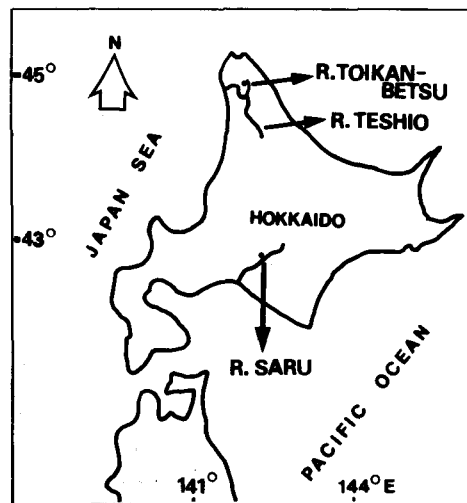 N
45°
R.TOIKAN-
BETSU
R.TESHIO
JAPAN SEA
HOKKAIDO
43°
R. SARU
PACIFIC OCEAN
141°
144°E